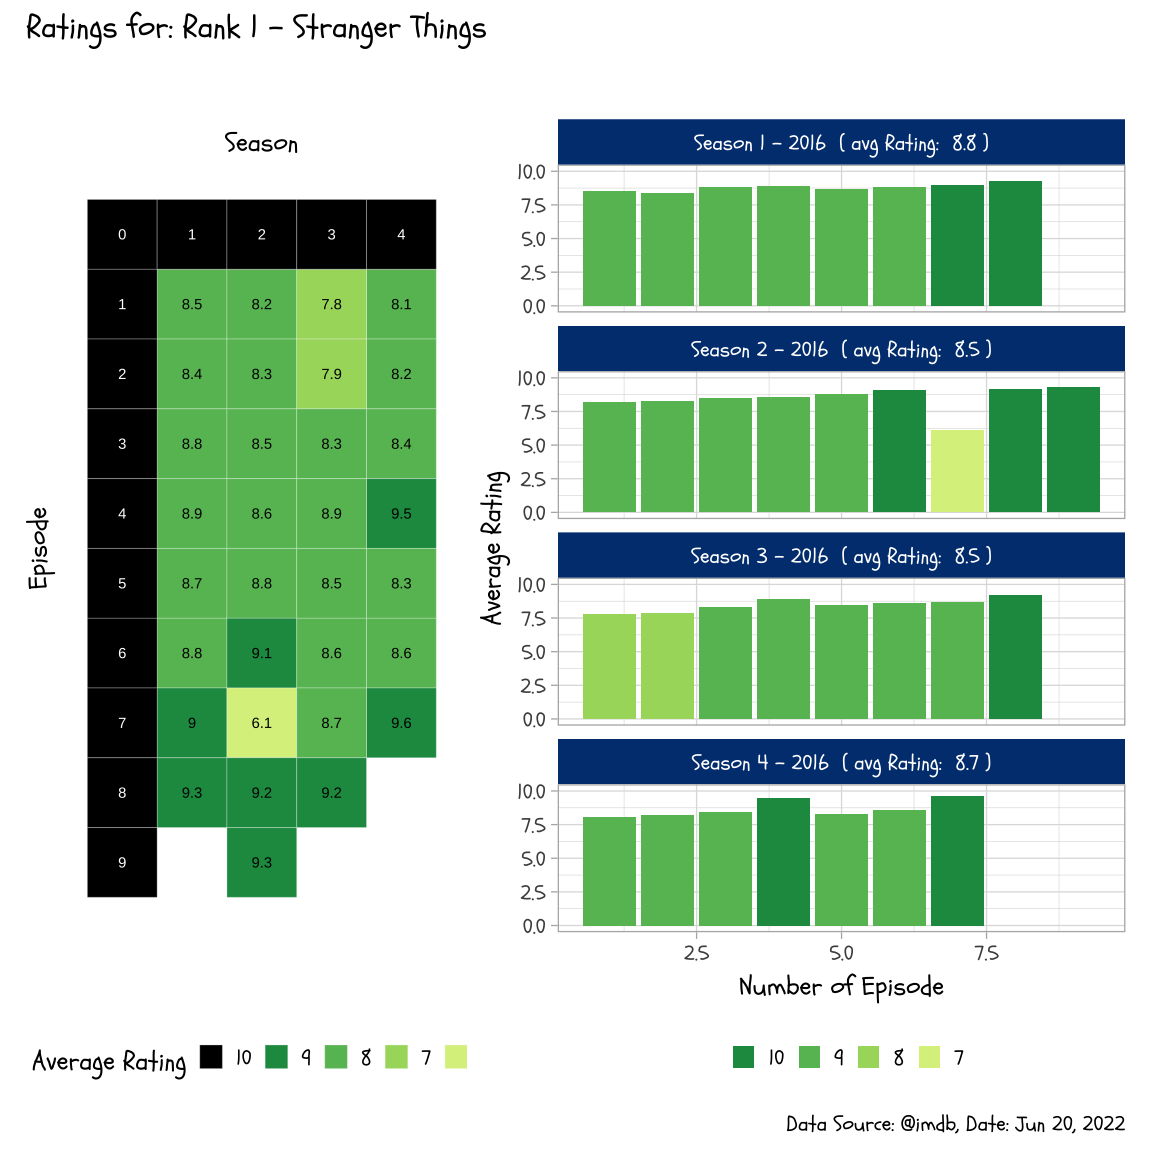 Ratings for: Rank 1 - Stranger Things
Season
0 1 2 3 4
1 8.5 8.2 7.8 8.1
2 8.4 8.3 7.9 8.2
3 8.8 8.5 8.3 8.4
4 8.9 8.6 8.9 9.5
5 8.7 8.8 8.5 8.3
6 8.8 9.1 8.6 8.6
7 9 6.1 8.7 9.6
8 9.3 9.2 9.2
9 9.3
Episode
Average Rating 10 9 8 7
Season 1 - 2016 ( avg Rating: 8.8 )
10.0
7.5
5.0
2.5
0.0
Season 2 - 2016 ( avg Rating: 8.5 )
10.0
7.5
5.0
2.5
0.0
Season 3 - 2016 ( avg Rating: 8.5 )
10.0
7.5
5.0
2.5
0.0
Season 4 - 2016 ( avg Rating: 8.7 )
10.0
7.5
5.0
2.5
0.0
Average Rating
2.5 5.0 7.5
Number of Episode
10 9 8 7
Data Source: @imdb, Date: Jun 20, 2022